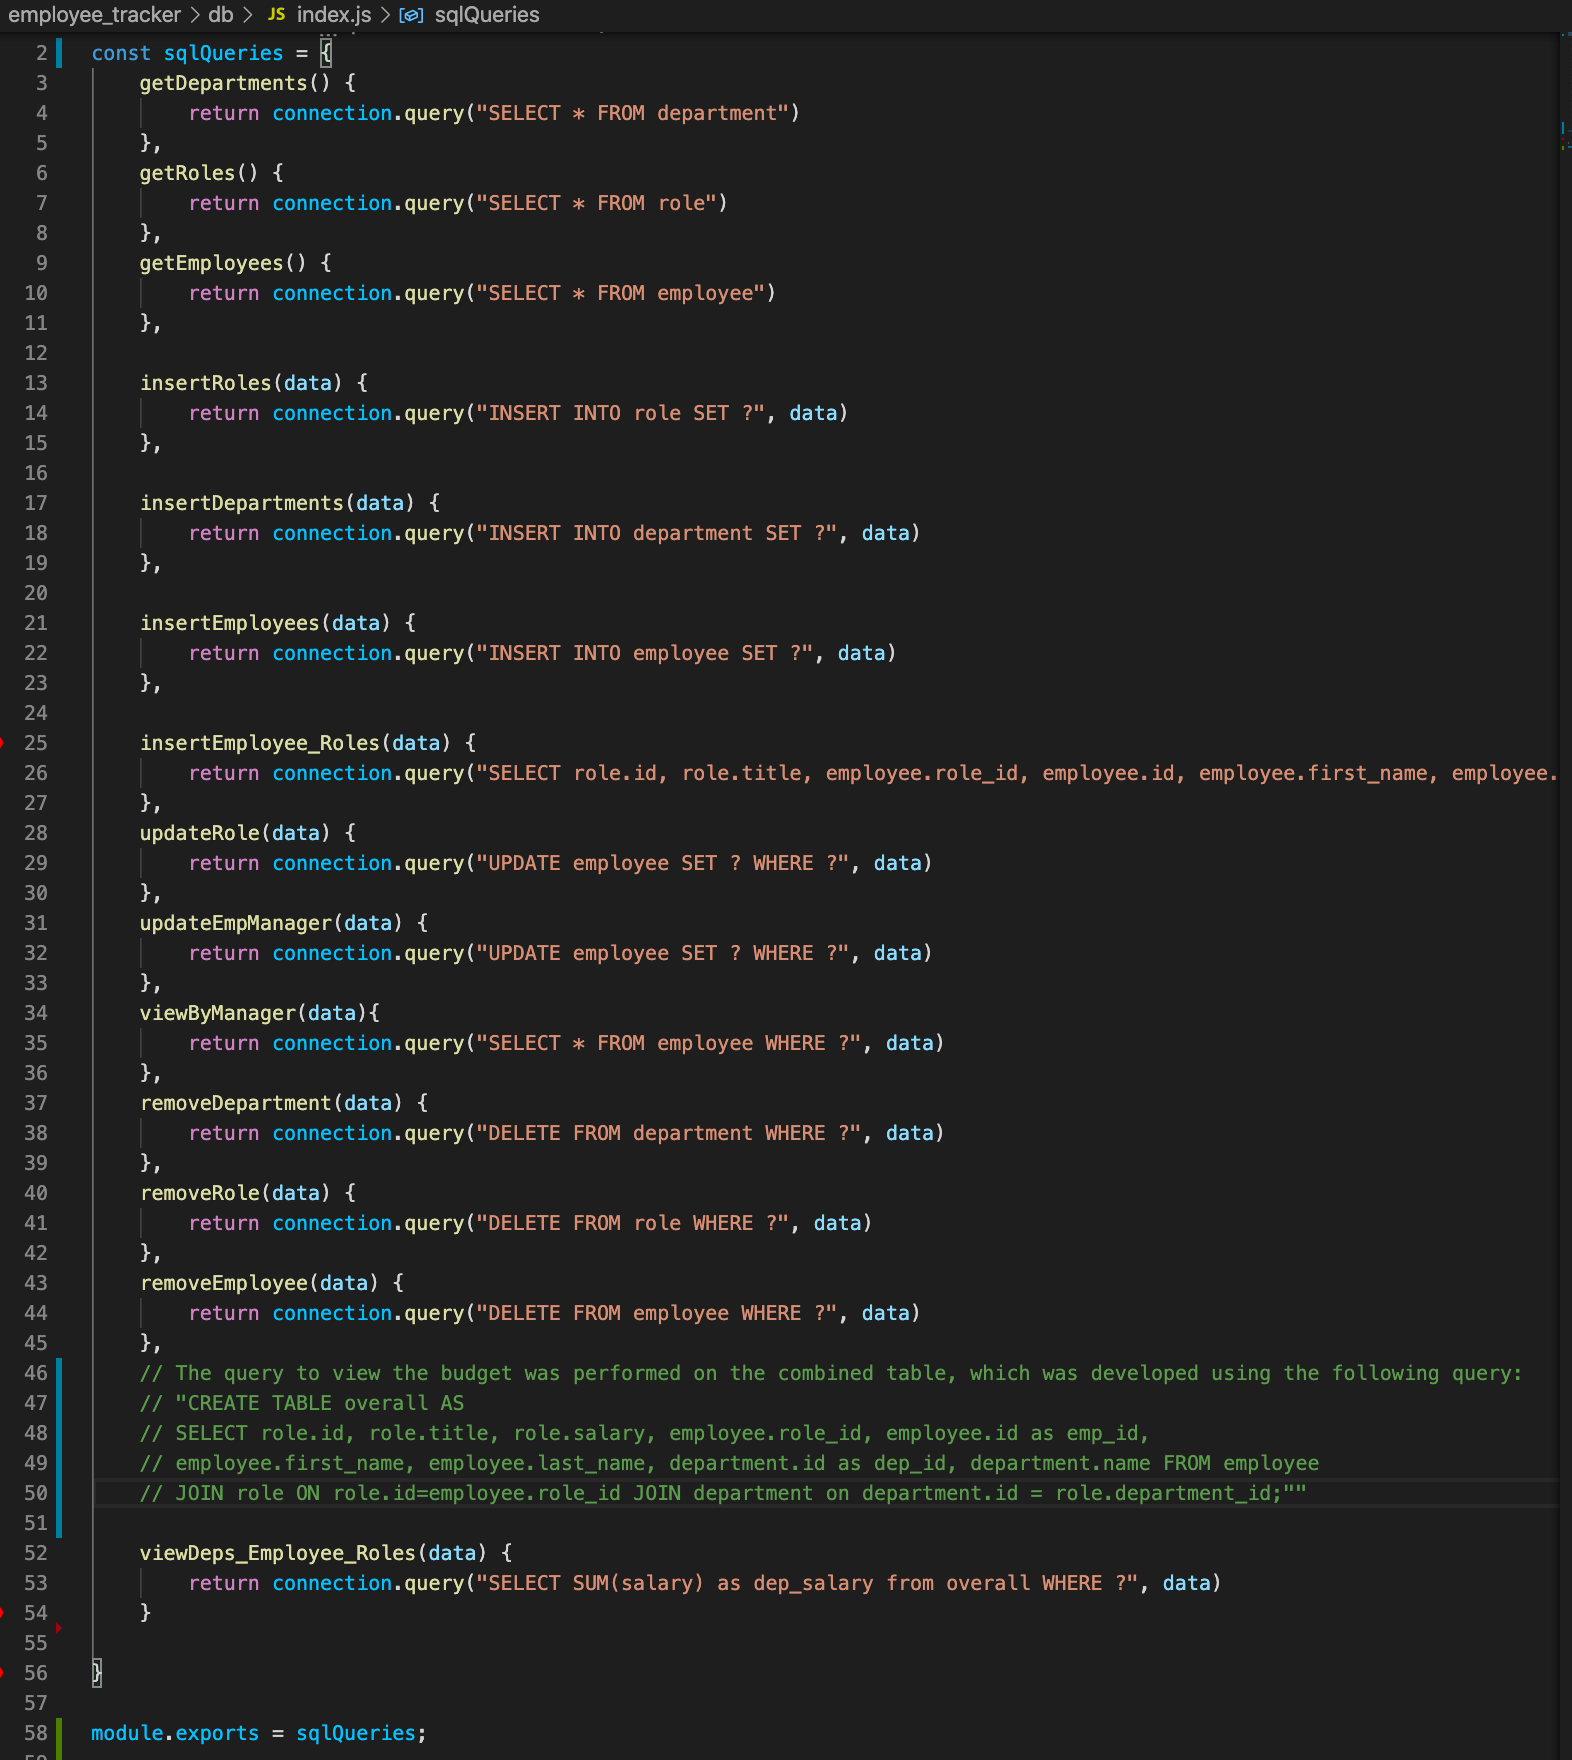 employee_tracker > db > JS index.js > sqlQueries
2 const sqlQueries = {
3 getDepartments() {
4 return connection.query("SELECT * FROM department")
5 },
6 getRoles() {
7 return connection.query("SELECT * FROM role")
8 },
9 getEmployees() {
10 return connection.query("SELECT * FROM employee")
11 },
12
13 insertRoles(data) {
14 return connection.query("INSERT INTO role SET ?", data)
15 },
16
17 insertDepartments(data) {
18 return connection.query("INSERT INTO department SET ?", data)
19 },
20
21 insertEmployees(data) {
22 return connection.query("INSERT INTO employee SET ?", data)
23 },
24
25 insertEmployee_Roles(data) {
26 return connection.query("SELECT role.id, role.title, employee.role_id, employee.id, employee.first_name, employee.
27 },
28 updateRole(data) {
29 return connection.query("UPDATE employee SET ? WHERE ?", data)
30 },
31 updateEmpManager(data) {
32 return connection.query("UPDATE employee SET ? WHERE ?", data)
33 },
34 viewByManager(data){
35 return connection.query("SELECT * FROM employee WHERE ?", data)
36 },
37 removeDepartment(data) {
38 return connection.query("DELETE FROM department WHERE ?", data)
39 },
40 removeRole(data) {
41 return connection.query("DELETE FROM role WHERE ?", data)
42 },
43 removeEmployee(data) {
44 return connection.query("DELETE FROM employee WHERE ?", data)
45 },
46 // The query to view the budget was performed on the combined table, which was developed using the following query:
47 // "CREATE TABLE overall AS
48 // SELECT role.id, role.title, role.salary, employee.role_id, employee.id as emp_id,
49 // employee.first_name, employee.last_name, department.id as dep_id, department.name FROM employee
50 // JOIN role ON role.id=employee.role_id JOIN department on department.id = role.department_id;""
51
52 viewDeps_Employee_Roles(data) {
53 return connection.query("SELECT SUM(salary) as dep_salary from overall WHERE ?", data)
54 }
55
56 }
57
58 module.exports = sqlQueries;